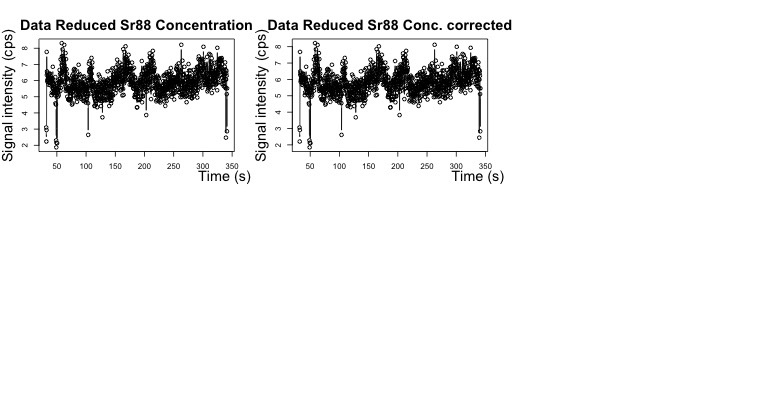 Data Reduced Sr88 Concentration
Signal intensity (cps)
8
7
6
5
4
3
2
50 100 150 200 250 300 350
Time (s)
Data Reduced Sr88 Conc. corrected
Signal intensity (cps)
8
7
6
5
4
3
2
50 100 150 200 250 300 350
Time (s)